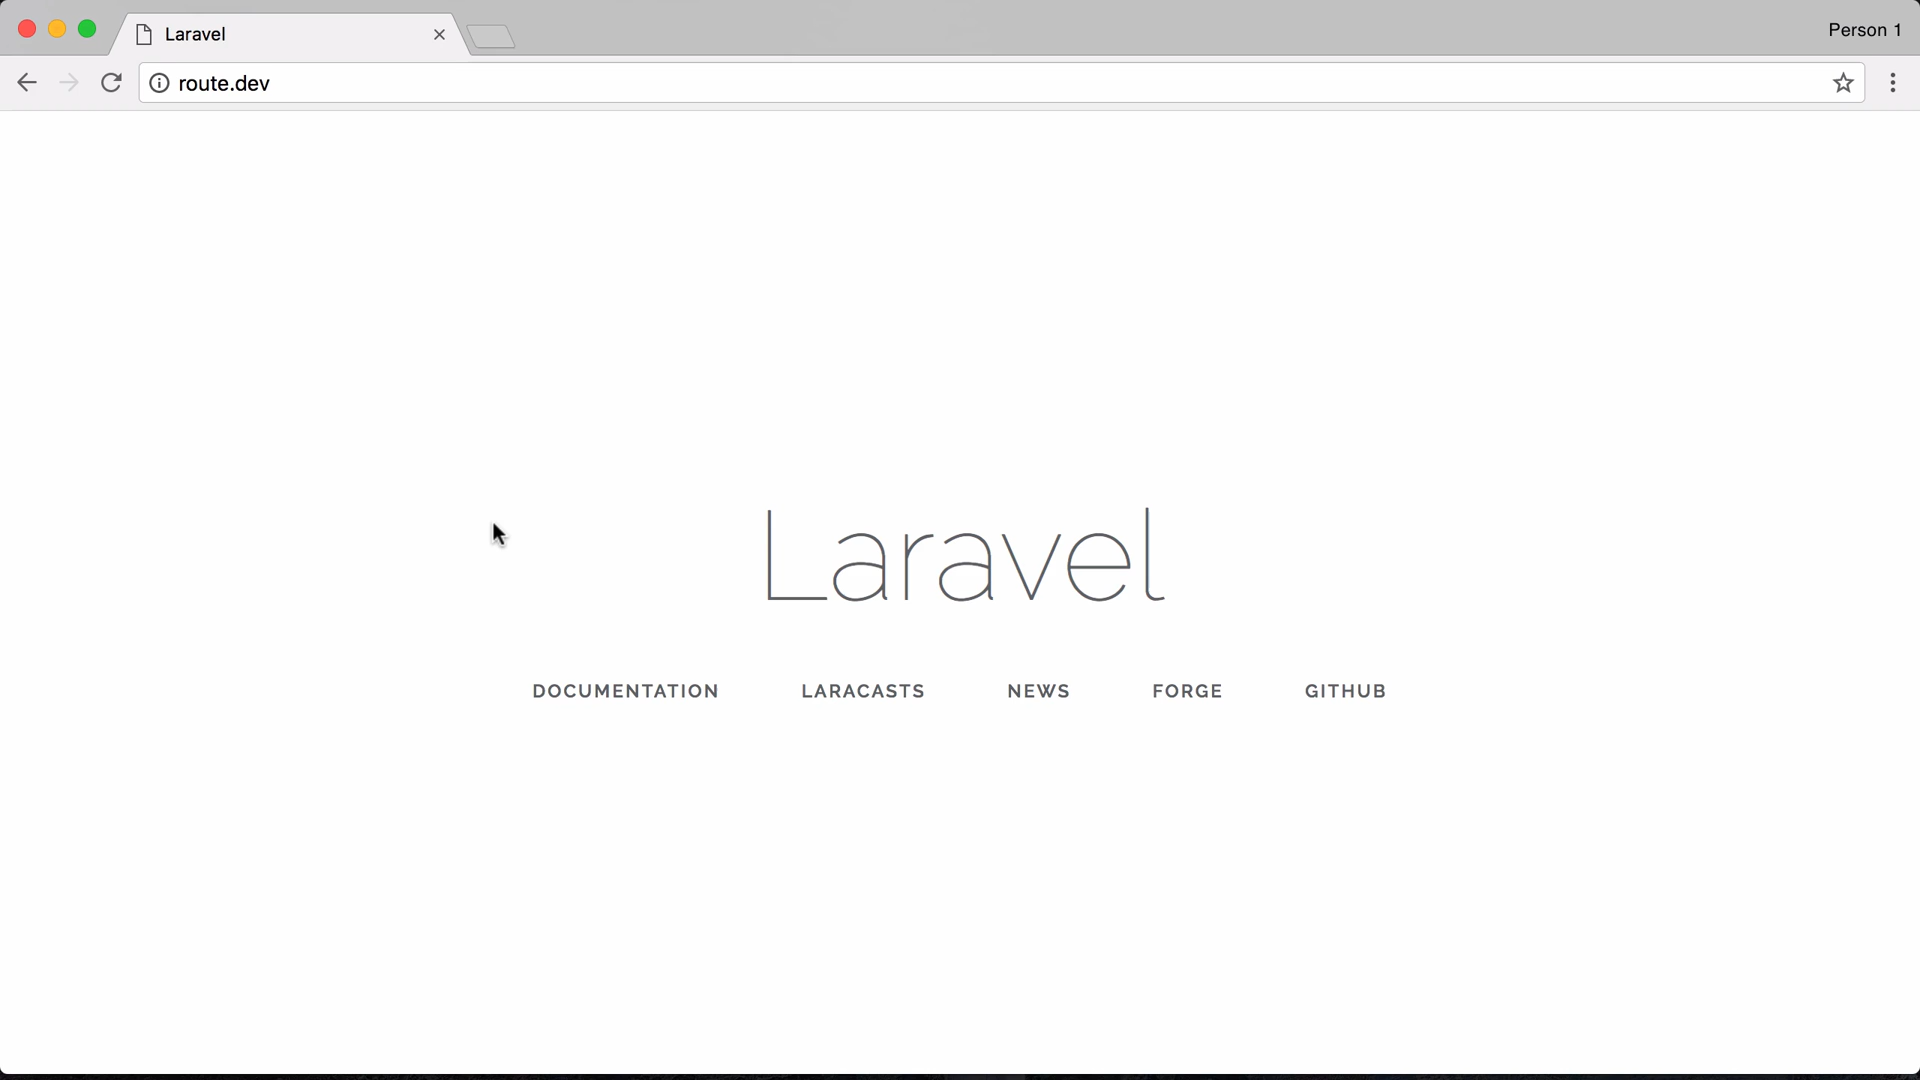 Laravel
Person 1
route.dev
Laravel
DOCUMENTATION LARACASTS NEWS FORGE GITHUB